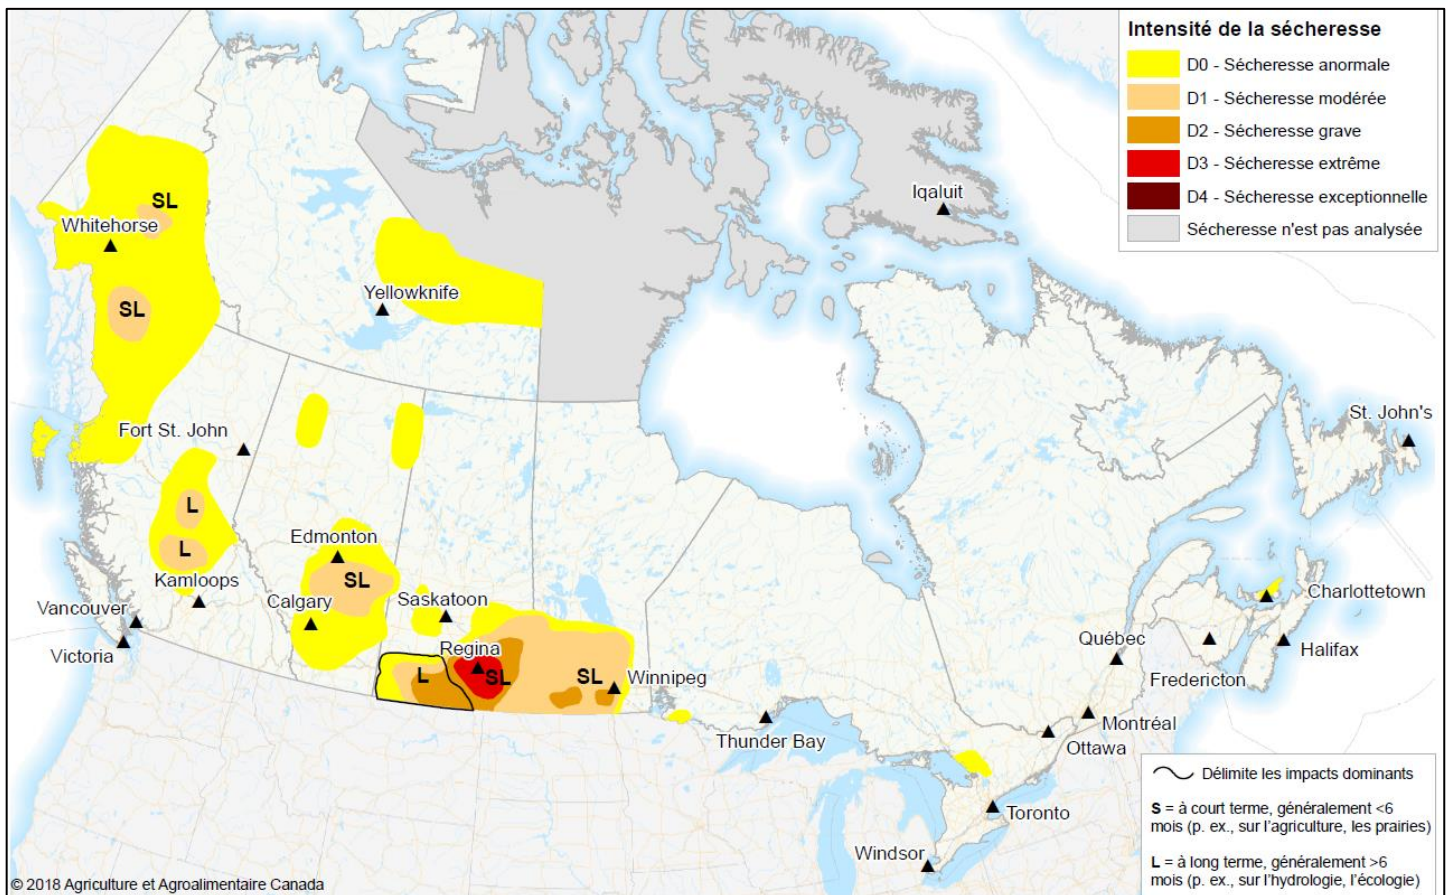 Intensité de la sécheresse
D0 - Sécheresse anormale
D1 - Sécheresse modérée
D2 - Sécheresse grave
D3 - Sécheresse extrême
D4 - Sécheresse exceptionnelle
Sécheresse n'est pas analysée
Iqaluit
SL
Whitehorse
SL
Yellowknife
Fort St. John
St. John's
L
Edmonton
L
SL
Kamloops
Calgary
Saskatoon
Charlottetown
Vancouver
Victoria
Québec
Halifax
Regina
L
SL
SL
Winnipeg
Fredericton
Montréal
Thunder Bay
Ottawa
Toronto
Windsor
Délimite les impacts dominants
S = à court terme, généralement <6
mois (p. ex., sur l'agriculture, les prairies)
L = à long terme, généralement >6
mois (p. ex., sur l'hydrologie, l'écologie)
© 2018 Agriculture et Agroalimentaire Canada